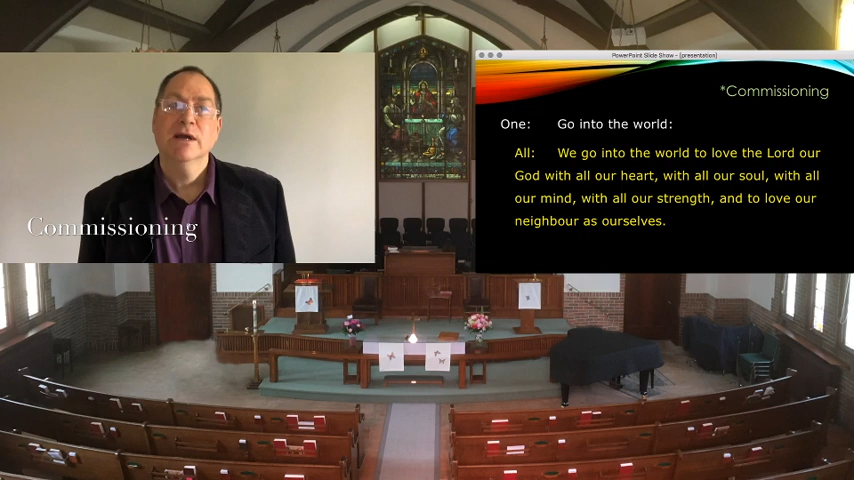 Commissioning
PowerPoint Slide Show - [presentation]
*Commissioning
One: Go into the world:
All: We go into the world to love the Lord our
God with all our heart, with all our soul, with all
our mind, with all our strength, and to love our
neighbour as ourselves.